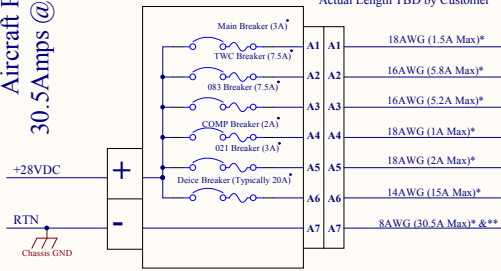 Aircraft
30.5Amps @
Actual Length TBD by Customer
Main Breaker (3A)*
A1 A1 18AWG (1.5A Max)*
TWC Breaker (7.5A)*
A2 A2 16AWG (5.8A Max)*
083 Breaker (7.5A)*
A3 A3 16AWG (5.2A Max)*
COMP Breaker (2A)*
A4 A4 18AWG (1A Max)*
021 Breaker (3A)*
A5 A5 18AWG (2A Max)*
+28VDC +
Deice Breaker (Typically 20A)*
A6 A6 14AWG (15A Max)*
RTN -
A7 A7 8AWG (30.5A Max)* &**
Chassis GND